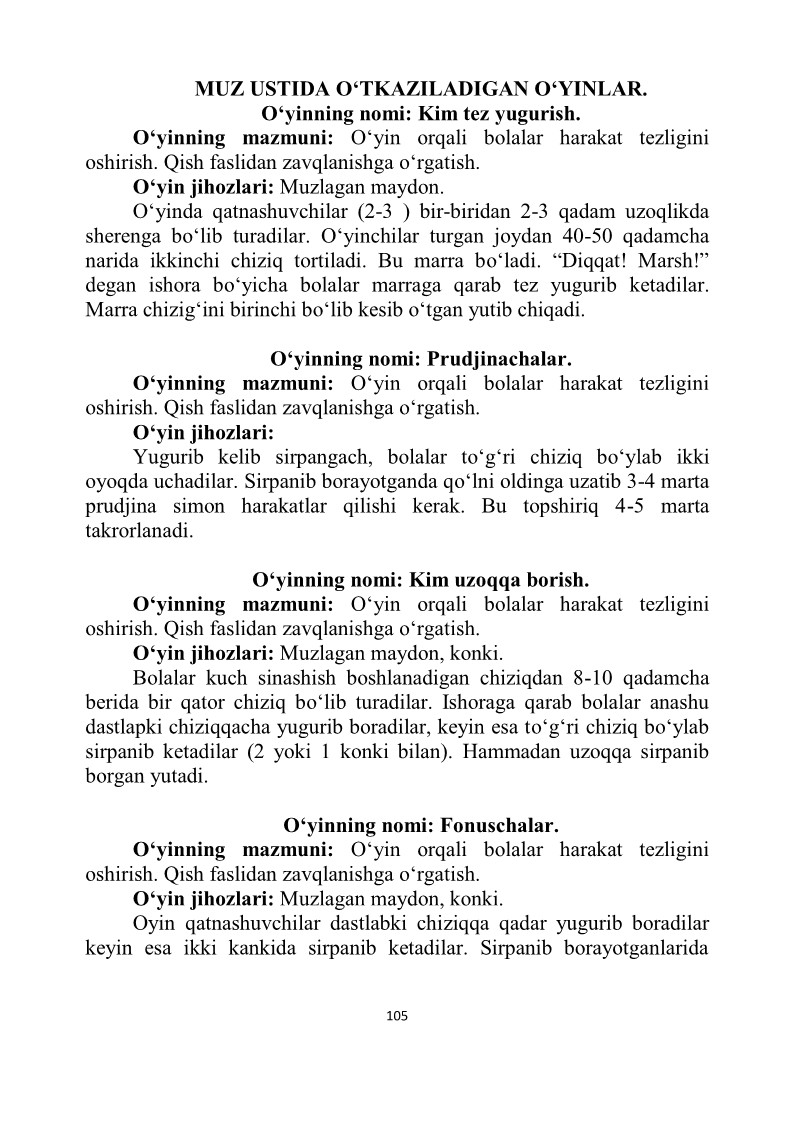 MUZ USTIDA O‘TKAZILADIGAN O‘YINLAR.
O‘yinning nomi: Kim tez yugurish.
O‘yinning mazmuni: O‘yin orqali bolalar harakat tezligini
oshirish. Qish faslidan zavqlanishga o‘rgatish.
O‘yin jihozlari: Muzlagan maydon.
O‘yinda qatnashuvchilar (2-3 ) bir-biridan 2-3 qadam uzoqlikda
sherenga bo‘lib turadilar. O‘yinchilar turgan joydan 40-50 qadamcha
narida ikkinchi chiziq tortiladi. Bu marra bo‘ladi. “Diqqat! Marsh!”
degan ishora bo‘yicha bolalar marraga qarab tez yugurib ketadilar.
Marra chizig‘ini birinchi bo‘lib kesib o‘tgan yutib chiqadi.
O‘yinning nomi: Prudjinachalar.
O‘yinning mazmuni: O‘yin orqali bolalar harakat tezligini
oshirish. Qish faslidan zavqlanishga o‘rgatish.
O‘yin jihozlari:
Yugurib kelib sirpangach, bolalar to‘g‘ri chiziq bo‘ylab ikki
oyoqda uchadilar. Sirpanib borayotganda qo‘lni oldinga uzatib 3-4 marta
prudjina simon harakatlar qilishi kerak. Bu topshiriq 4-5 marta
takrorlanadi.
O‘yinning nomi: Kim uzoqqa borish.
O‘yinning mazmuni: O‘yin orqali bolalar harakat tezligini
oshirish. Qish faslidan zavqlanishga o‘rgatish.
O‘yin jihozlari: Muzlagan maydon, konki.
Bolalar kuch sinashish boshlanadigan chiziqdan 8-10 qadamcha
berida bir qator chiziq bo‘lib turadilar. Ishoraga qarab bolalar anashu
dastlapki chiziqqacha yugurib boradilar, keyin esa to‘g‘ri chiziq bo‘ylab
sirpanib ketadilar (2 yoki 1 konki bilan). Hammadan uzoqqa sirpanib
borgan yutadi.
O‘yinning nomi: Fonuschalar.
O‘yinning mazmuni: O‘yin orqali bolalar harakat tezligini
oshirish. Qish faslidan zavqlanishga o‘rgatish.
O‘yin jihozlari: Muzlagan maydon, konki.
Oyin qatnashuvchilar dastlabki chiziqqa qadar yugurib boradilar
keyin esa ikki kankida sirpanib ketadilar. Sirpanib borayotganlarida
105